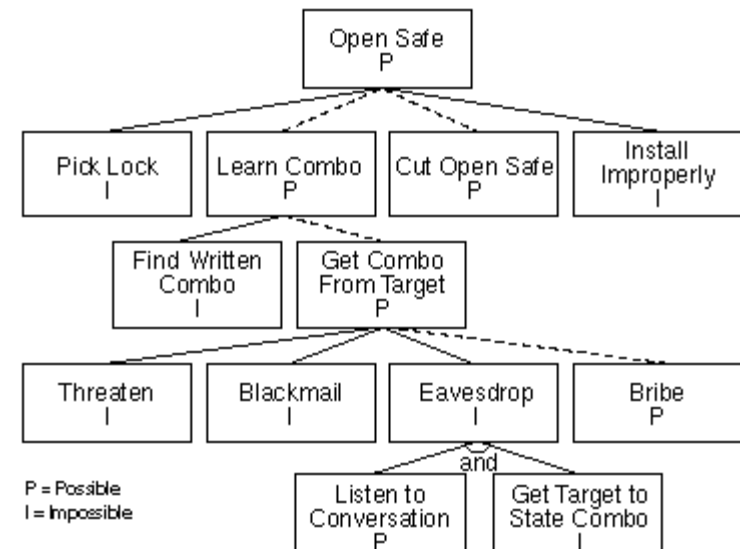 Open Safe
P
Pick Lock
I
Learn Combo
P
Cut Open Safe
P
Install
Improperly
I
Find Written
Combo
I
Get Combo
From Target
P
Threaten
I
Blackmail
I
Eavesdrop
I
Bribe
P
and
Listen to
Conversation
P
Get Target to
State Combo
I
P = Possible
I = Impossible